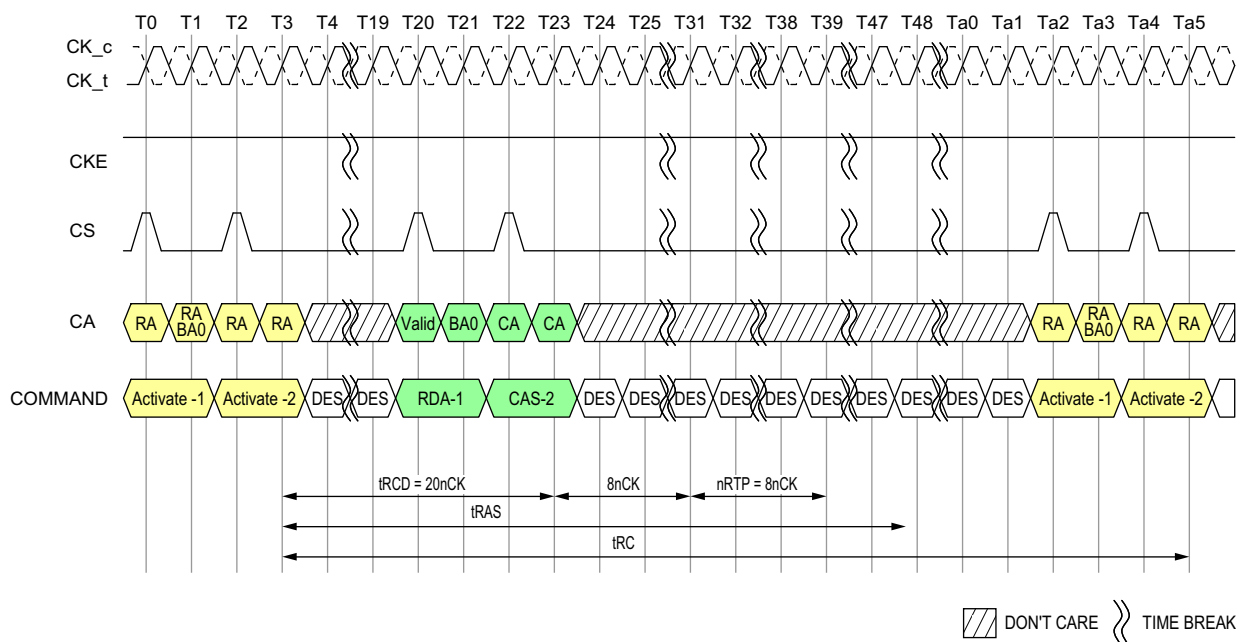 T0 T1 T2 T3 T4 T19 T20 T21 T22 T23 T24 T25 T31 T32 T38 T39 T47 T48 Ta0 Ta1 Ta2 Ta3 Ta4 Ta5
CK_c
CK_t
CKE
CS
CA RA RA BA0 RA RA Valid BA0 CA CA RA RA BA0 RA RA
COMMAND Activate -1 Activate -2 DES DES RDA-1 CAS-2 DES DES DES DES DES DES DES DES DES DES Activate -1 Activate -2
tRCD = 20nCK 8nCK nRTP = 8nCK
tRAS
tRC
DON'T CARE TIME BREAK